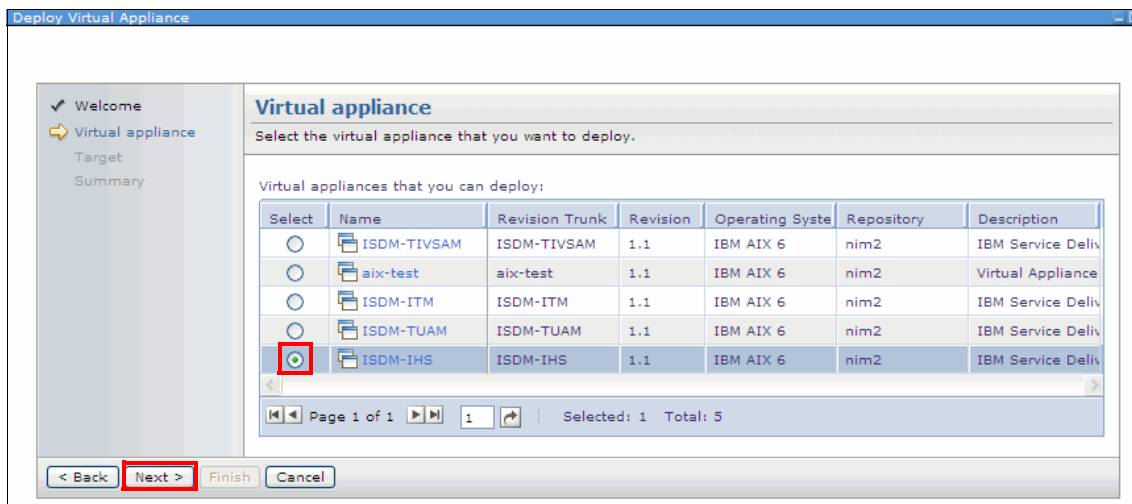 Deploy Virtual Appliance
Welcome
Virtual appliance
Target
Summary
Virtual appliance
Select the virtual appliance that you want to deploy.
Virtual appliances that you can deploy:
Select Name Revision Trunk Revision Operating Syste Repository Description
ISDM-TIVSAM ISDM-TIVSAM 1.1 IBM AIX 6 nim2 IBM Service Deliv
aix-test aix-test 1.1 IBM AIX 6 nim2 Virtual Appliance
ISDM-ITM ISDM-ITM 1.1 IBM AIX 6 nim2 IBM Service Deliv
ISDM-TUAM ISDM-TUAM 1.1 IBM AIX 6 nim2 IBM Service Deliv
ISDM-IHS ISDM-IHS 1.1 IBM AIX 6 nim2 IBM Service Deliv
Page 1 of 1 1 Selected: 1 Total: 5
< Back Next > Finish Cancel